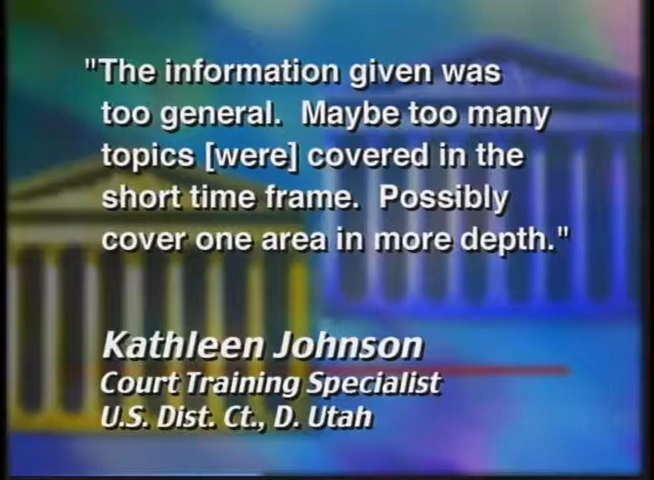 "The information given was
too general.  Maybe too many
topics [were] covered in the
short time frame.  Possibly
cover one area in more depth."
Kathleen Johnson
Court Training Specialist
U.S. Dist. Ct., D. Utah